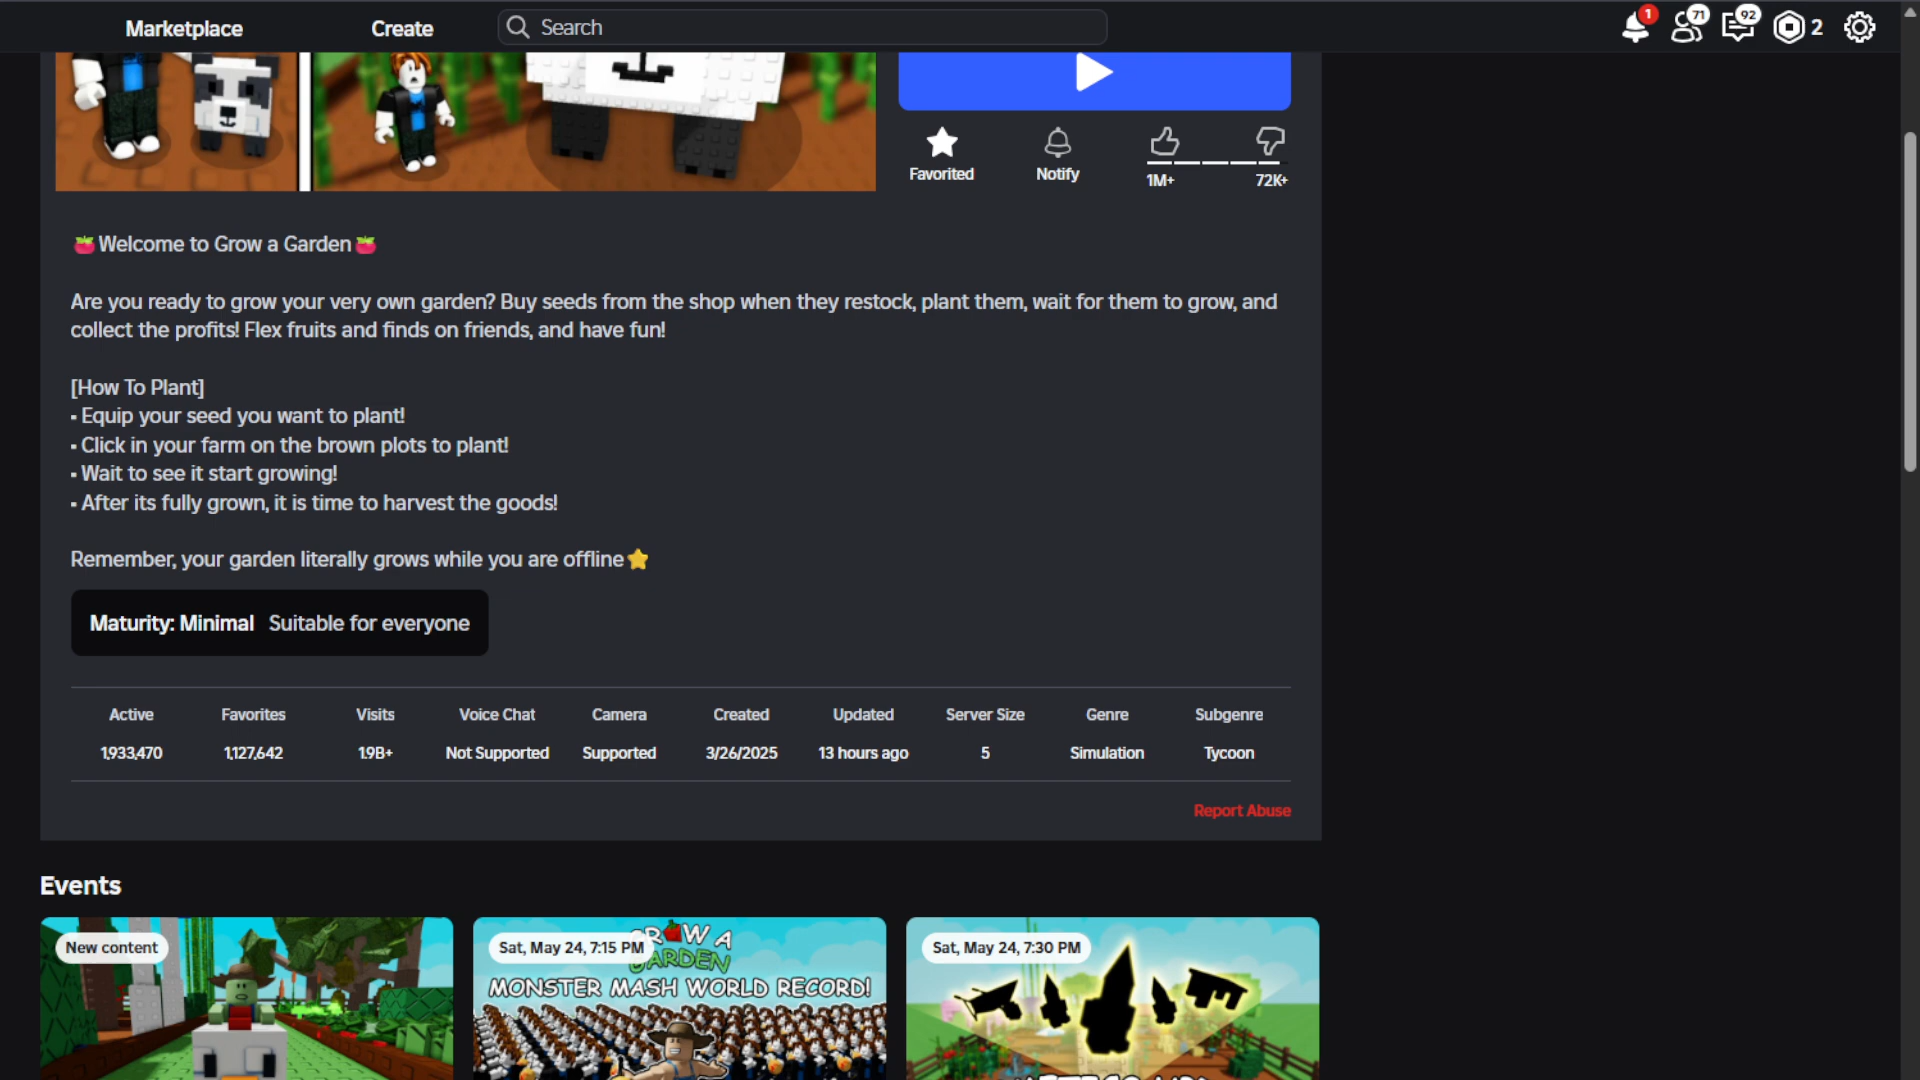 Marketplace
Create
Search
1
71
92
2
Favorited
Notify
1M+
72K+
🍅Welcome to Grow a Garden🍅
Are you ready to grow your very own garden? Buy seeds from the shop when they restock, plant them, wait for them to grow, and
collect the profits! Flex fruits and finds on friends, and have fun!
[How To Plant]
• Equip your seed you want to plant!
• Click in your farm on the brown plots to plant!
• Wait to see it start growing!
• After its fully grown, it is time to harvest the goods!
Remember, your garden literally grows while you are offline⭐
Maturity: Minimal Suitable for everyone
Active Favorites Visits Voice Chat Camera Created Updated Server Size Genre Subgenre
1,933,470 1,127,642 1.9B+ Not Supported Supported 3/26/2025 13 hours ago 5 Simulation Tycoon
Report Abuse
Events
New content
Sat, May 24, 7:15 PM
GROW A
GARDEN
MONSTER MASH WORLD RECORD!
Sat, May 24, 7:30 PM